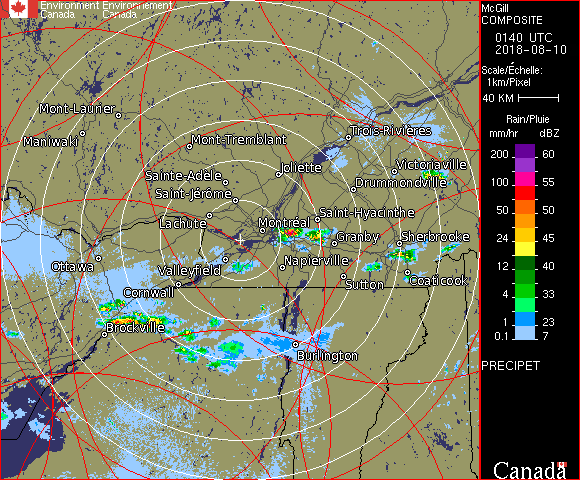 Environment Environnement
Canada Canada
McGill
COMPOSITE
0140 UTC
2018-08-10
Scale/Échelle:
1km/Pixel
40 KM
Rain/Pluie
mm/hr dBZ
200 60
150 57
100 55
50 50
24 45
12 40
4 33
1 23
0.1 7
PRECIPET
Canada
Mont-Laurier
Maniwaki
Mont-Tremblant
Trois-Rivières
Joliette
Victoriaville
Sainte-Adèle
Drummondville
Saint-Jérôme
Saint-Hyacinthe
Lachute
Montréal
Granby
Sherbrooke
Ottawa
Valleyfield
Napierville
Sutton
Coaticook
Cornwall
Brockville
Burlington